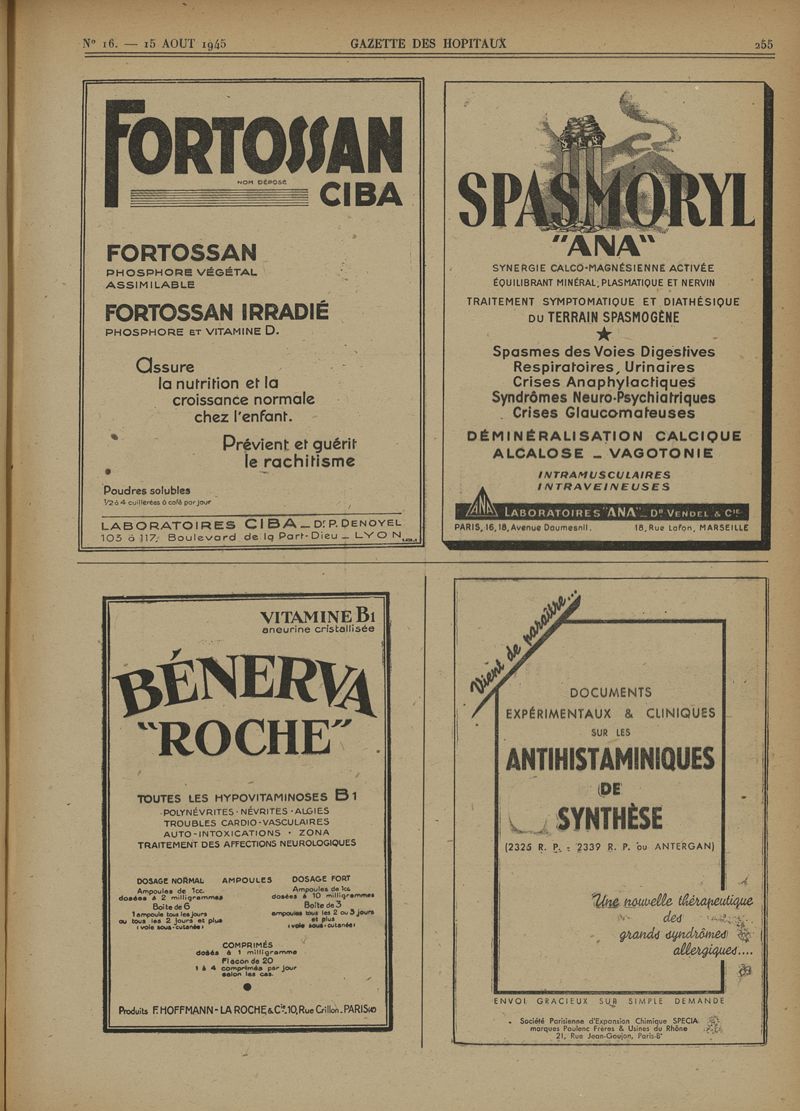 Nº 16. — 15 AOUT 1945
GAZETTE DES HOPITAUX
255
FORTOSSAN
NOM DÉPOSÉ
CIBA
FORTOSSAN
PHOSPHORE VÉGÉTAL
ASSIMILABLE
FORTOSSAN IRRADIÉ
PHOSPHORE ET VITAMINE D.
Assure
la nutrition et la
croissance normale
chez l'enfant.
Prévient et guérit
le rachitisme
Poudres solubles
1/2 à 4 cuillerées à café par jour
LABORATOIRES CIBA _ Dr. P. DENOYEL
103 à 117, Boulevard de la Part-Dieu _ LYON
SPASMORYL
"ANA"
SYNERGIE CALCO-MAGNÉSIENNE ACTIVÉE
ÉQUILIBRANT MINÉRAL, PLASMATIQUE ET NERVIN
TRAITEMENT SYMPTOMATIQUE ET DIATHÉSIQUE
DU TERRAIN SPASMOGÈNE
Spasmes des Voies Digestives
Respiratoires, Urinaires
Crises Anaphylactiques
Syndrômes Neuro-Psychiatriques
Crises Glaucomateuses
DÉMINÉRALISATION CALCIQUE
ALCALOSE _ VAGOTONIE
INTRAMUSCULAIRES
INTRAVEINEUSES
ANA
LABORATOIRES "ANA" _ Dr VENDEL & Cie
PARIS, 16, 18, Avenue Daumesnil. 18, Rue Lafon, MARSEILLE
VITAMINE B1
aneurine cristallisée
BÉNERVA
"ROCHE"
TOUTES LES HYPOVITAMINOSES B1
POLYNÉVRITES · NÉVRITES · ALGIES
TROUBLES CARDIO-VASCULAIRES
AUTO-INTOXICATIONS · ZONA
TRAITEMENT DES AFFECTIONS NEUROLOGIQUES
DOSAGE NORMAL AMPOULES DOSAGE FORT
Ampoules de 1cc.
dosées à 2 milligrammes
Boîte de 6
1 ampoule tous les jours
ou tous les 2 jours et plus
(voie sous-cutanée)
Ampoules de 1cc
dosées à 10 milligrammes
Boîte de 3
ampoules tous les 2 ou 3 jours
et plus
(voie sous-cutanée)
COMPRIMÉS
dosés à 1 milligramme
Flacon de 20
1 à 4 comprimés par jour
selon les cas.
Produits F. HOFFMANN-LA ROCHE & Cie. 10, Rue Crillon. PARIS
Vient de paraître...
DOCUMENTS
EXPÉRIMENTAUX & CLINIQUES
SUR LES
ANTIHISTAMINIQUES
DE
SYNTHÈSE
(2325 R. P. = 2339 R. P. ou ANTERGAN)
Une nouvelle thérapeutique
des
grands syndrômes
allergiques....
ENVOI GRACIEUX SUR SIMPLE DEMANDE
Société Parisienne d'Expansion Chimique SPECIA
marques Poulenc Frères & Usines du Rhône
21, Rue Jean-Goujon, Paris-8e